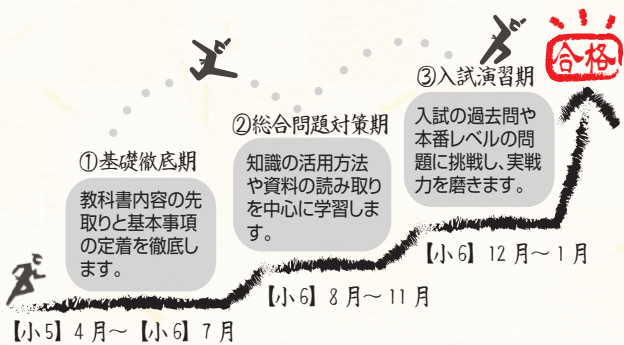 合格
③入試演習期
入試の過去問や
本番レベルの問
題に挑戦し、実戦
力を磨きます。
②総合問題対策期
知識の活用方法
や資料の読み取り
を中心に学習しま
す。
①基礎徹底期
教科書内容の先
取りと基本事項
の定着を徹底し
ます。
【小6】12月～1月
【小6】8月～11月
【小5】4月～【小6】7月